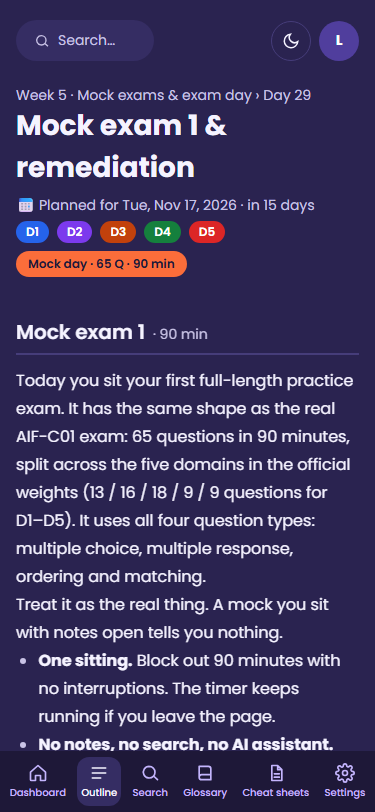 Search...
L
Week 5 · Mock exams & exam day › Day 29
Mock exam 1 &
remediation
Planned for Tue, Nov 17, 2026 · in 15 days
D1 D2 D3 D4 D5
Mock day · 65 Q · 90 min
Mock exam 1 · 90 min
Today you sit your first full-length practice
exam. It has the same shape as the real
AIF-C01 exam: 65 questions in 90 minutes,
split across the five domains in the official
weights (13 / 16 / 18 / 9 / 9 questions for
D1–D5). It uses all four question types:
multiple choice, multiple response,
ordering and matching.
Treat it as the real thing. A mock you sit
with notes open tells you nothing.
• One sitting. Block out 90 minutes with
no interruptions. The timer keeps
running if you leave the page.
• No notes, no search, no AI assistant.
Dashboard Outline Search Glossary Cheat sheets Settings